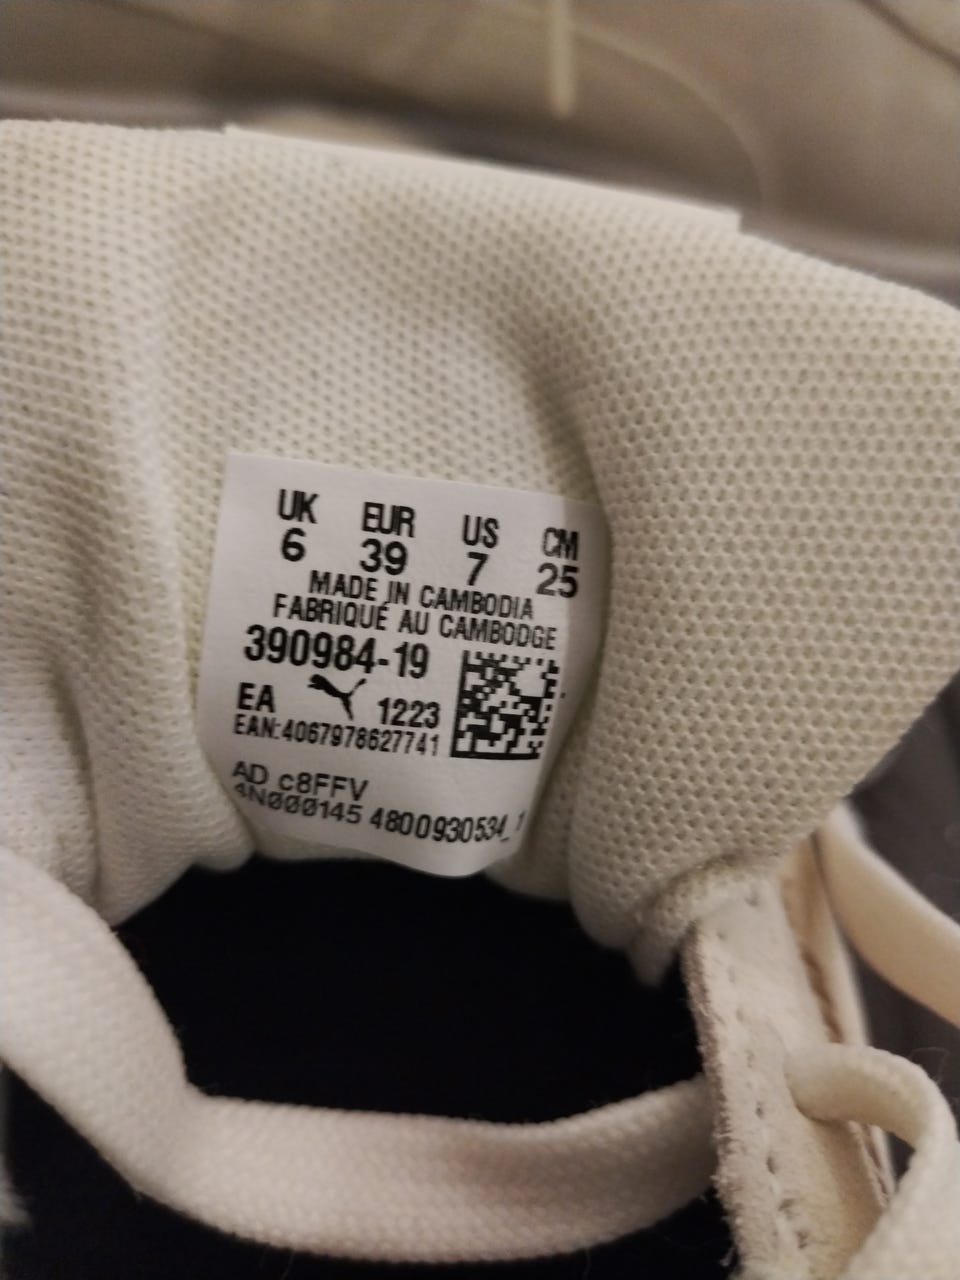 UK EUR US CM
6 39 7 25
MADE IN CAMBODIA
FABRIQUÉ AU CAMBODGE
390984-19
EA 1223
EAN:4067978627741
AD c8FFV
4NØØØ145 4800930534_1